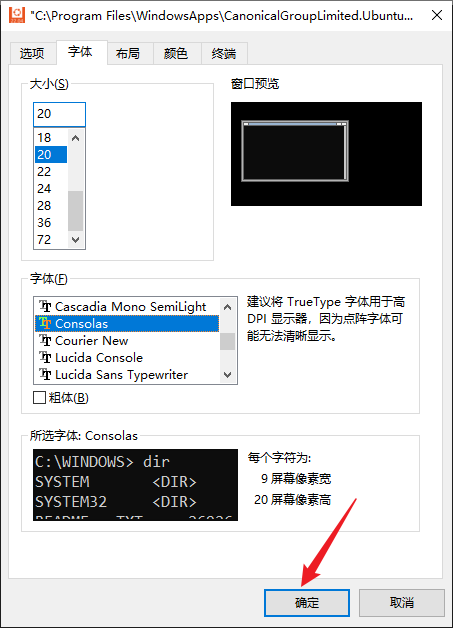 "C:\Program Files\WindowsApps\CanonicalGroupLimited.Ubuntu...
选项 字体 布局 颜色 终端
大小(S)
窗口预览
20
18
20
22
24
28
36
72
字体(F)
Cascadia Mono SemiLight
Consolas
Courier New
Lucida Console
Lucida Sans Typewriter
建议将 TrueType 字体用于高
DPI 显示器，因为点阵字体可
能无法清晰显示。
粗体(B)
所选字体: Consolas
C:\WINDOWS> dir
SYSTEM <DIR>
SYSTEM32 <DIR>
README TXT 26926
每个字符为:
9 屏幕像素宽
20 屏幕像素高
确定 取消